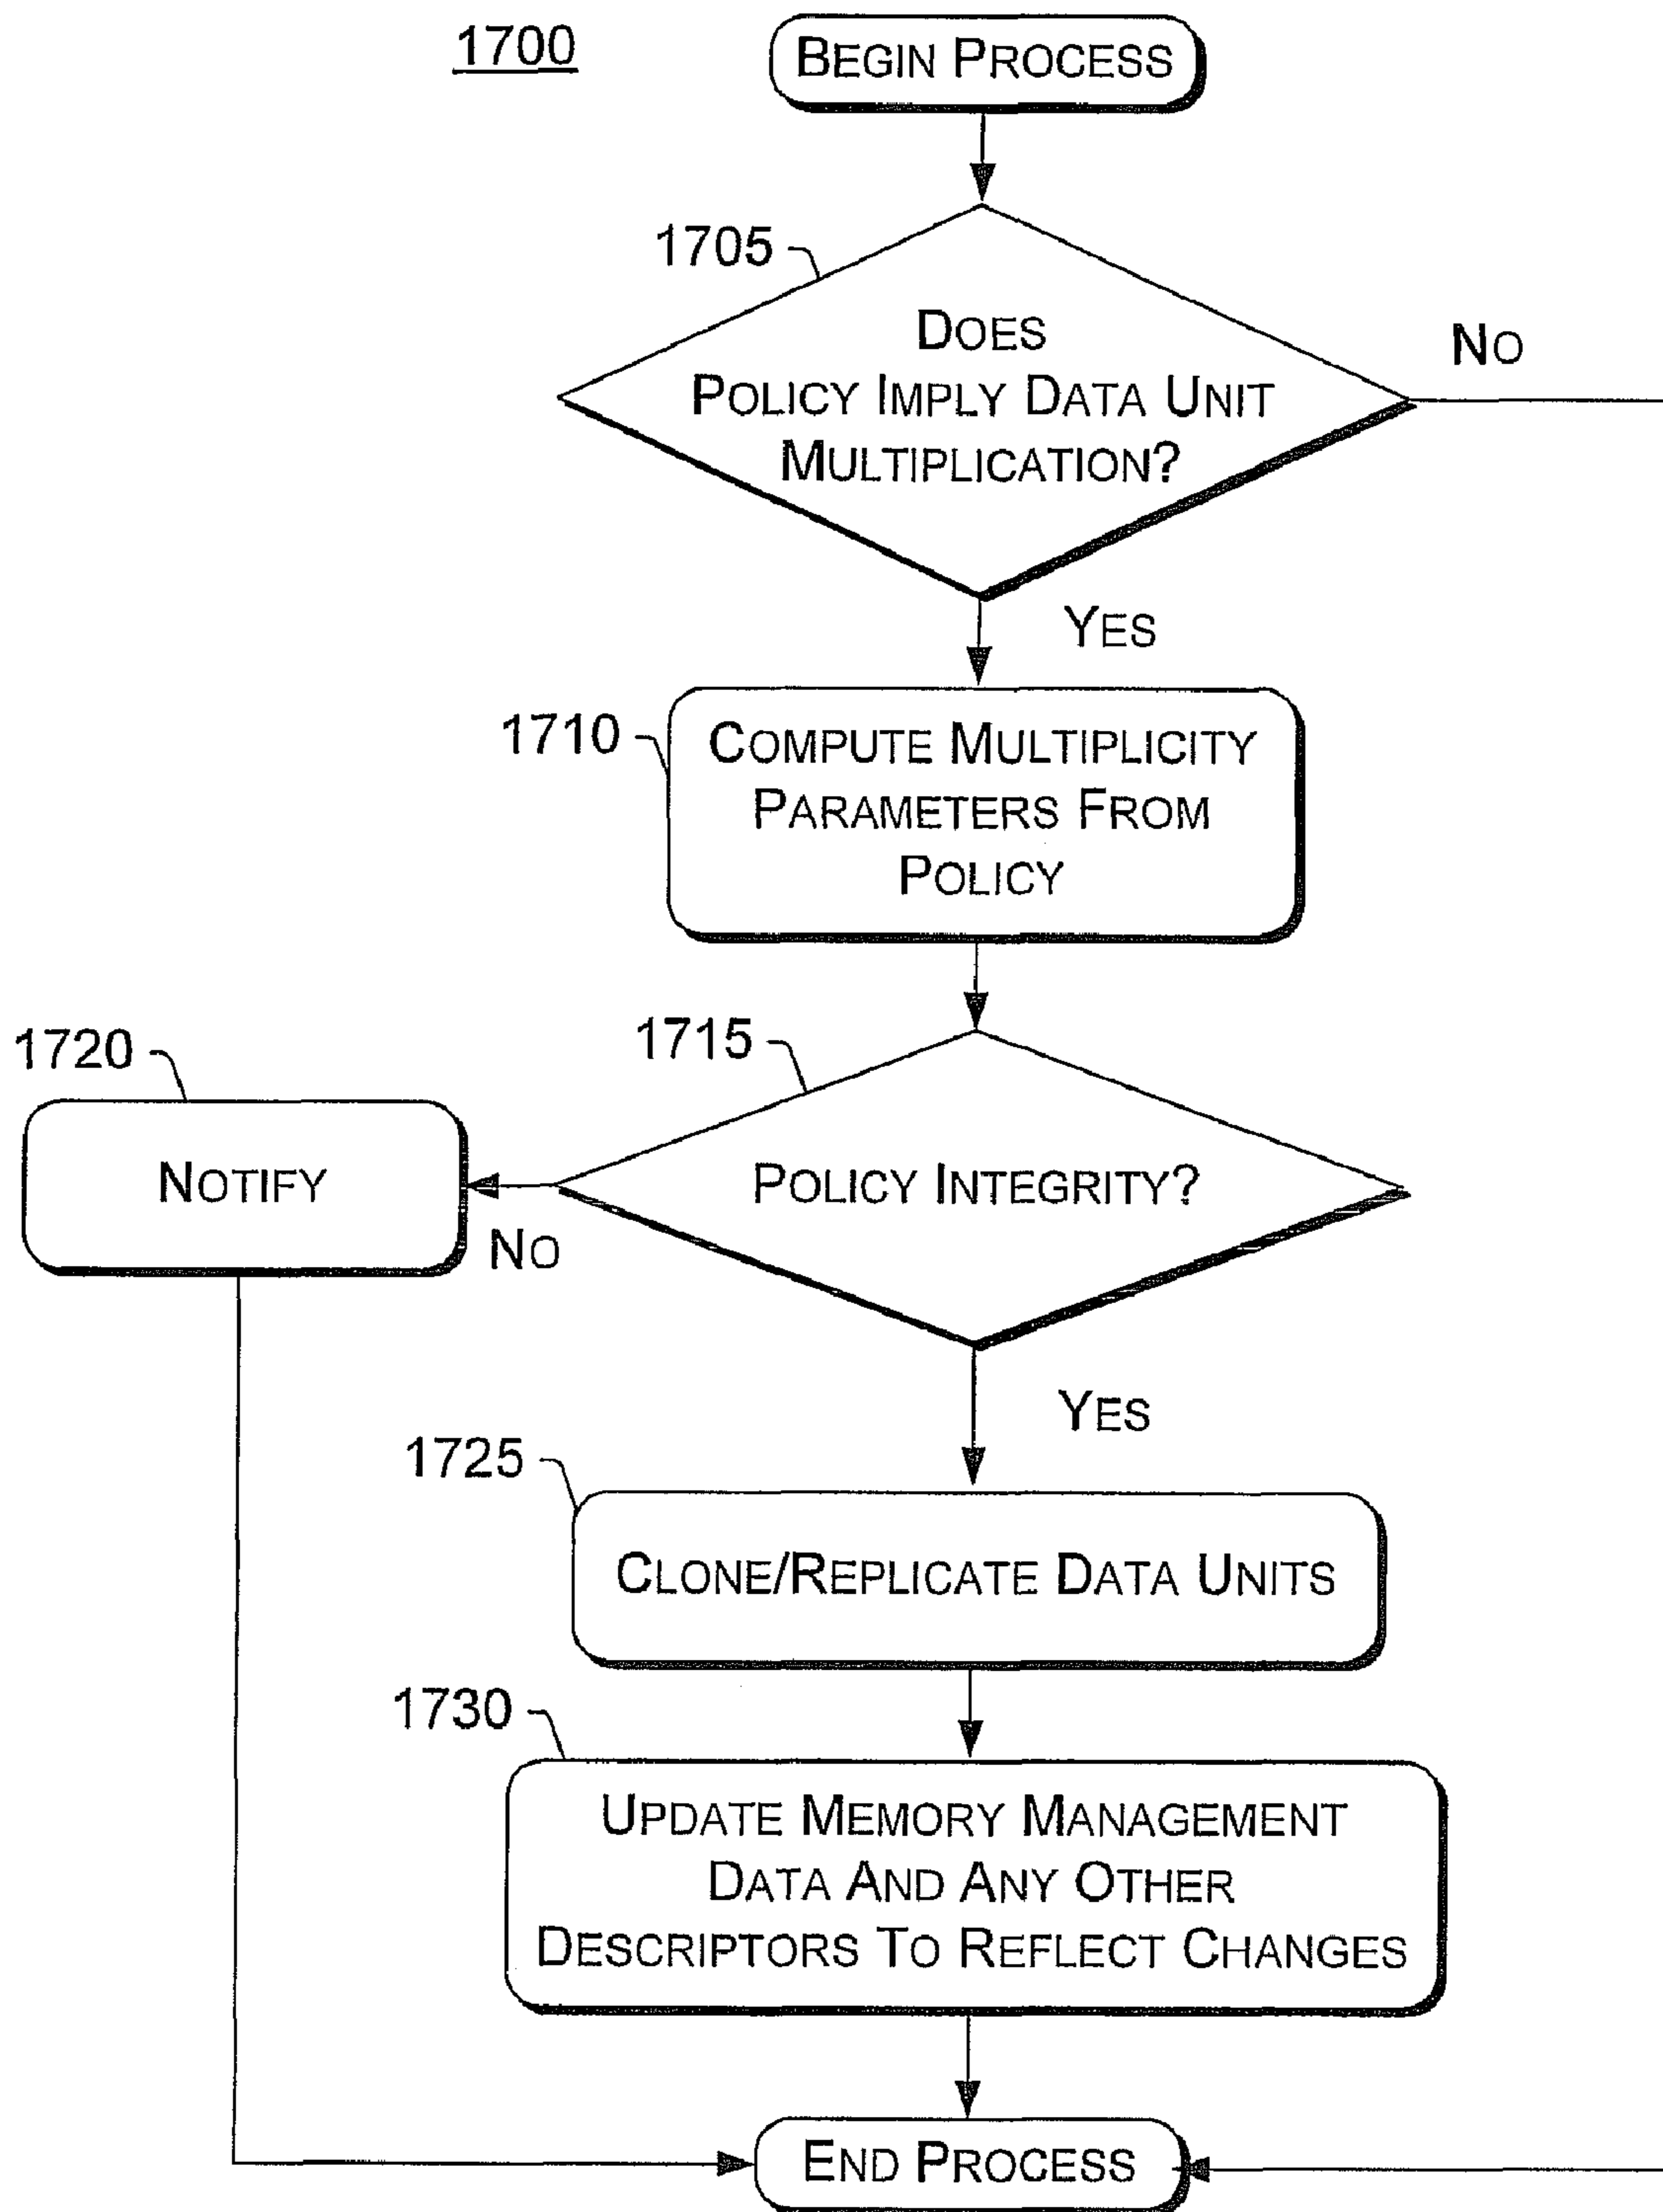 1700
BEGIN PROCESS
1705
DOES
POLICY IMPLY DATA UNIT
MULTIPLICATION?
NO
YES
1710
COMPUTE MULTIPLICITY
PARAMETERS FROM
POLICY
1715
1720
POLICY INTEGRITY?
NOTIFY
NO
YES
1725
CLONE/REPLICATE DATA UNITS
1730
UPDATE MEMORY MANAGEMENT
DATA AND ANY OTHER
DESCRIPTORS TO REFLECT CHANGES
END PROCESS